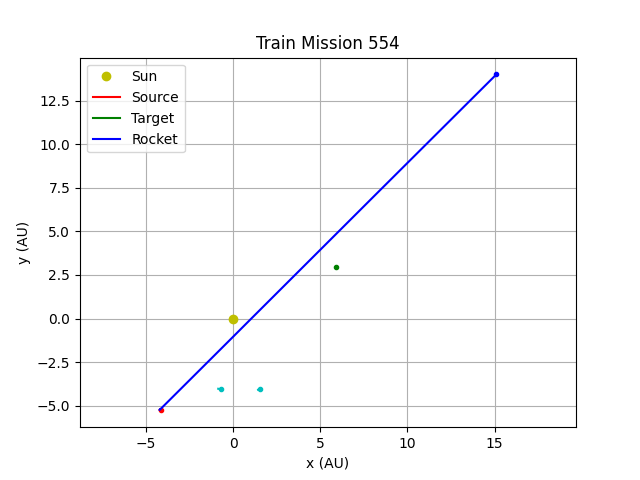 Train Mission 554
Sun
Source
Target
Rocket
12.5
10.0
7.5
5.0
2.5
0.0
−2.5
−5.0
y (AU)
−5 0 5 10 15
x (AU)